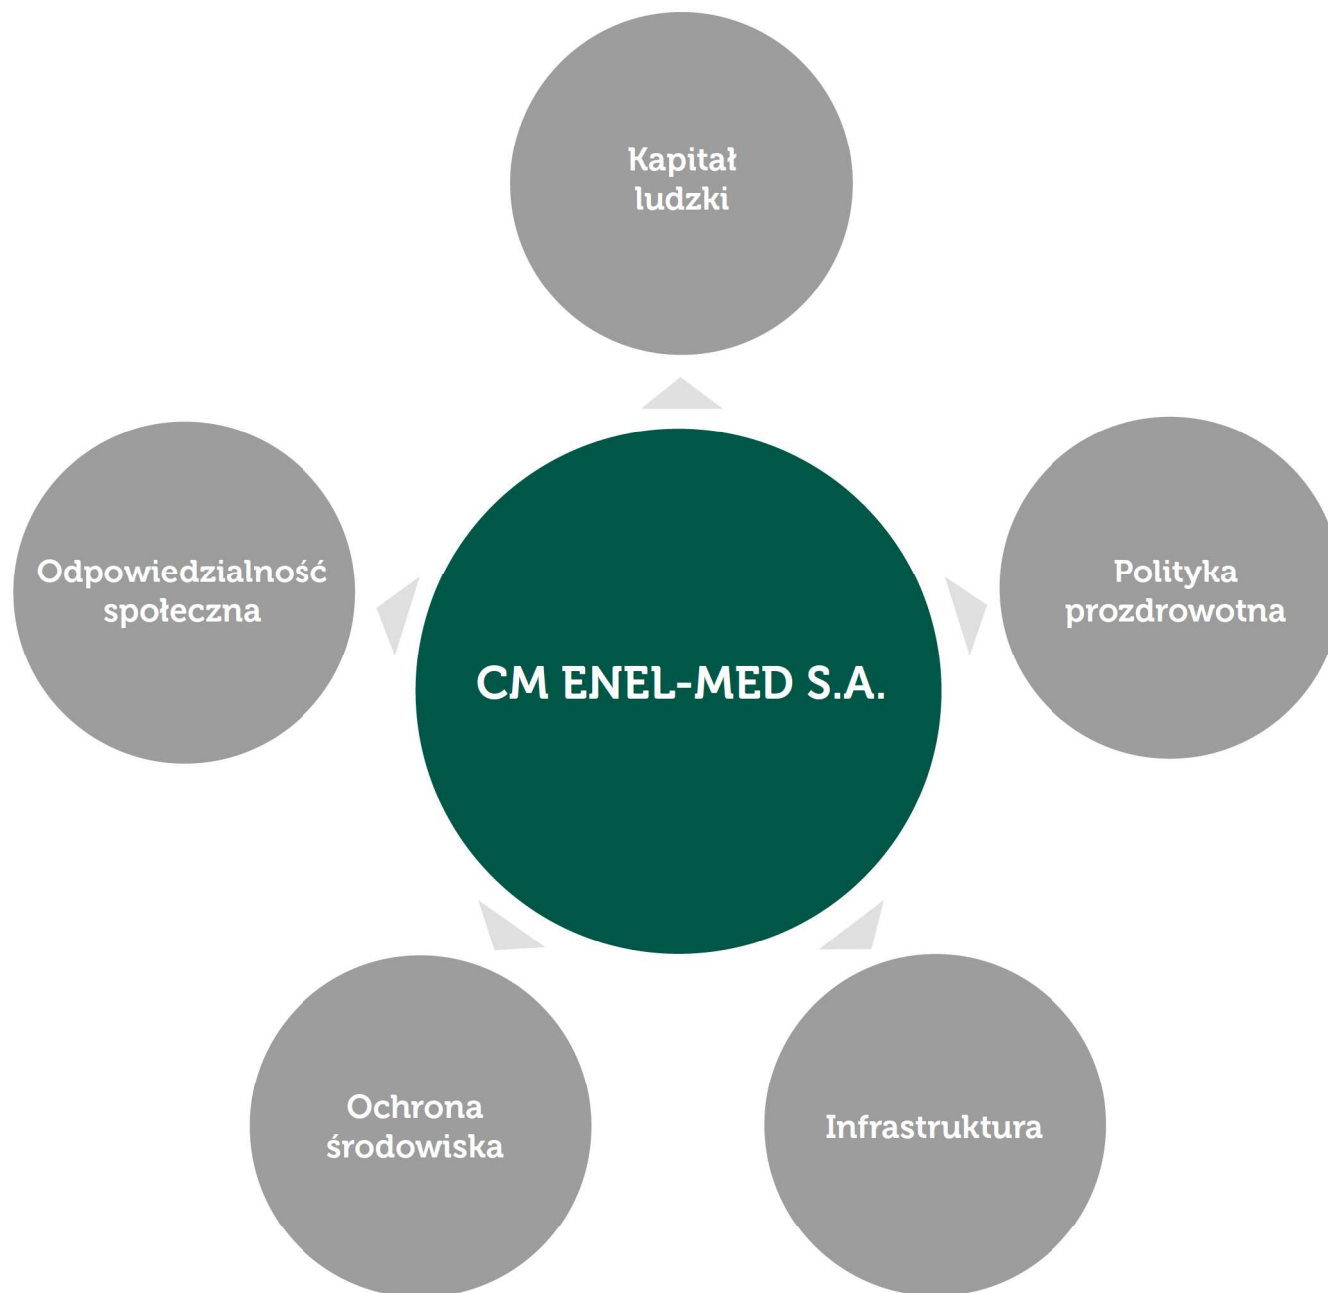 Kapitał
ludzki
Odpowiedzialność
społeczna
Polityka
prozdrowotna
CM ENEL-MED S.A.
Ochrona
środowiska
Infrastruktura